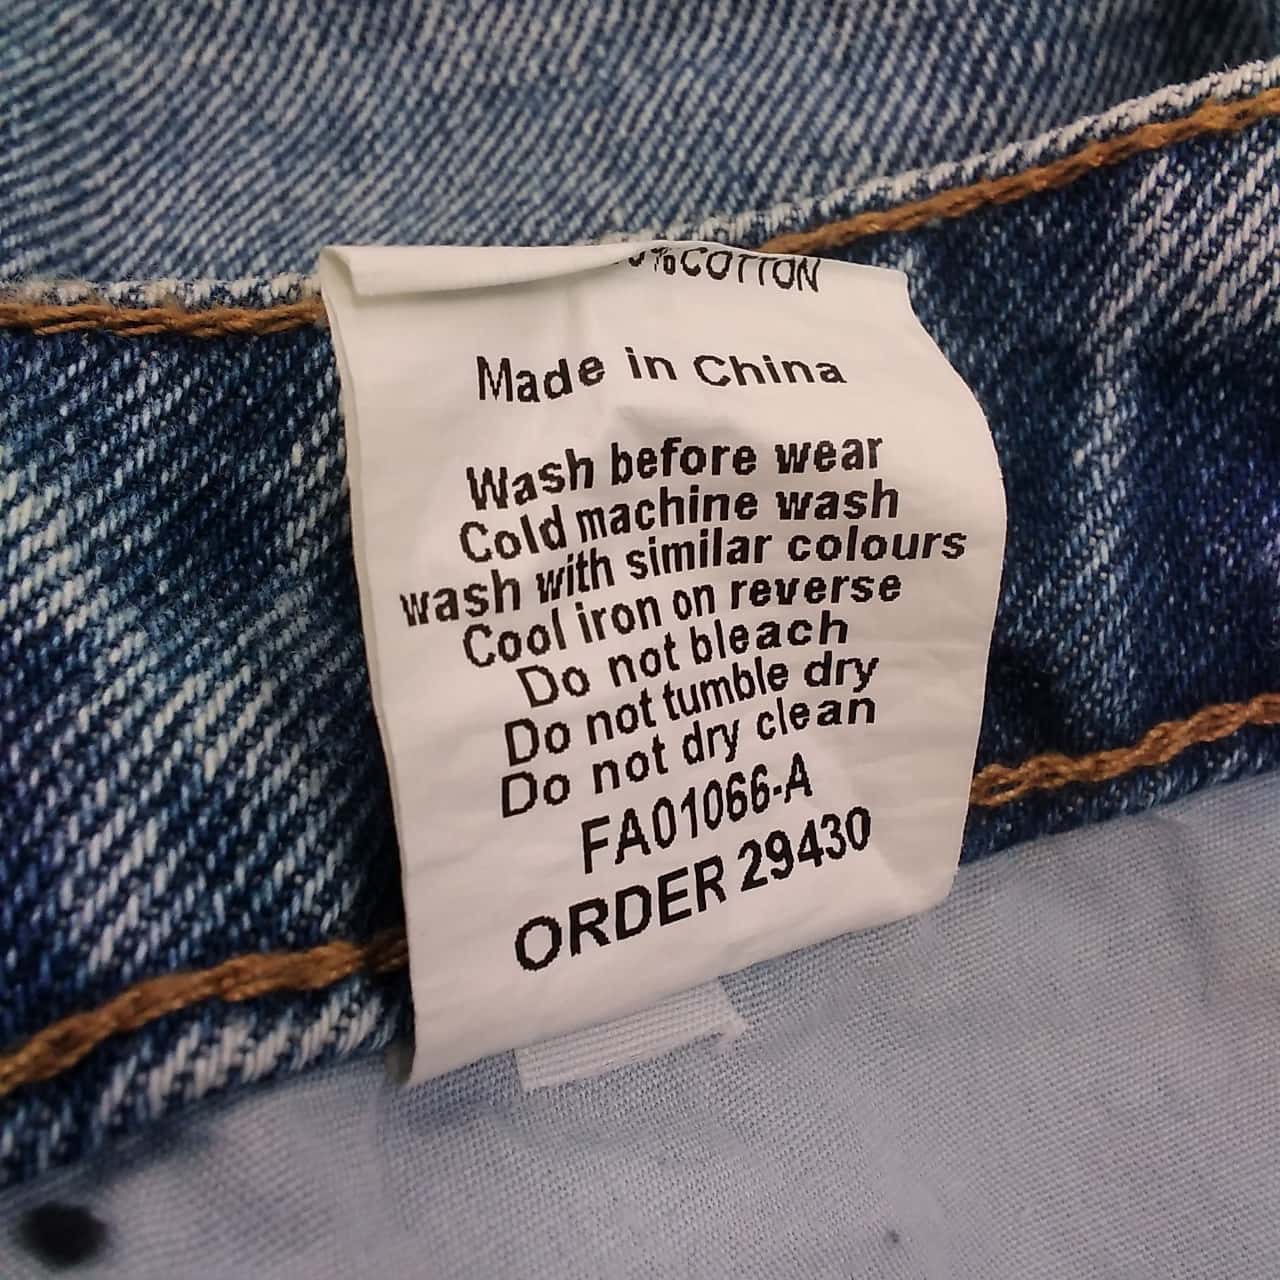 %COTTON
Made in China
Wash before wear
Cold machine wash
wash with similar colours
Cool iron on reverse
Do not bleach
Do not tumble dry
Do not dry clean
FA01066-A
ORDER 29430